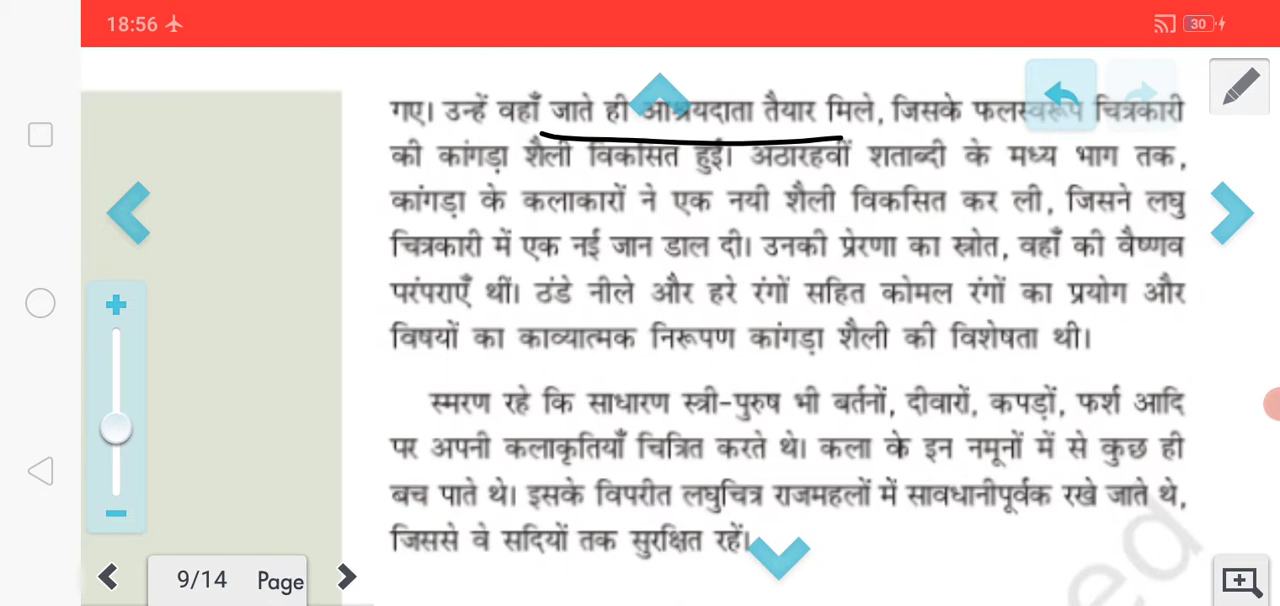 18:56
30
गए। उन्हें वहाँ जाते ही आश्रयदाता तैयार मिले, जिसके फलस्वरूप चित्रकारी
की कांगड़ा शैली विकसित हुई। अठारहवीं शताब्दी के मध्य भाग तक,
कांगड़ा के कलाकारों ने एक नयी शैली विकसित कर ली, जिसने लघु
चित्रकारी में एक नई जान डाल दी। उनकी प्रेरणा का स्रोत, वहाँ की वैष्णव
परंपराएँ थीं। ठंडे नीले और हरे रंगों सहित कोमल रंगों का प्रयोग और
विषयों का काव्यात्मक निरूपण कांगड़ा शैली की विशेषता थी।
स्मरण रहे कि साधारण स्त्री-पुरुष भी बर्तनों, दीवारों, कपड़ों, फर्श आदि
पर अपनी कलाकृतियाँ चित्रित करते थे। कला के इन नमूनों में से कुछ ही
बच पाते थे। इसके विपरीत लघुचित्र राजमहलों में सावधानीपूर्वक रखे जाते थे,
जिससे वे सदियों तक सुरक्षित रहें।
9/14 Page